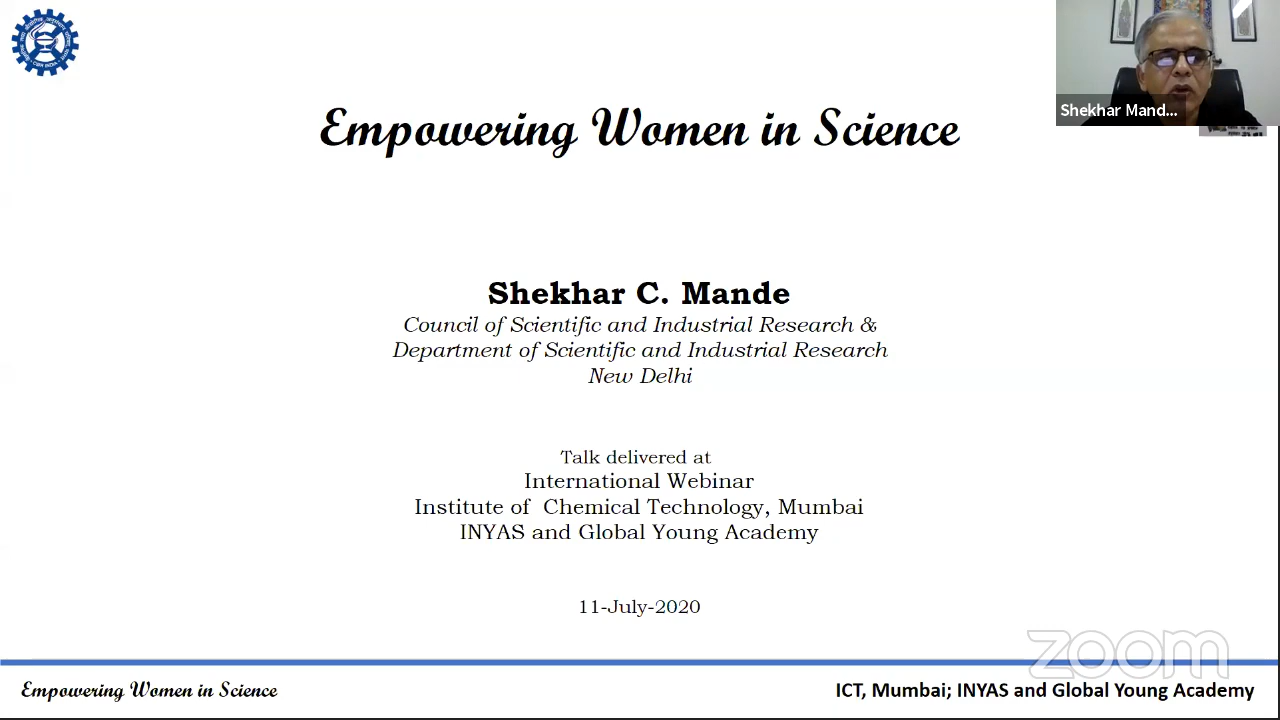 Empowering Women in Science
Shekhar Mand...
Shekhar C. Mande
Council of Scientific and Industrial Research &
Department of Scientific and Industrial Research
New Delhi
Talk delivered at
International Webinar
Institute of Chemical Technology, Mumbai
INYAS and Global Young Academy
11-July-2020
zoom
Empowering Women in Science
ICT, Mumbai; INYAS and Global Young Academy